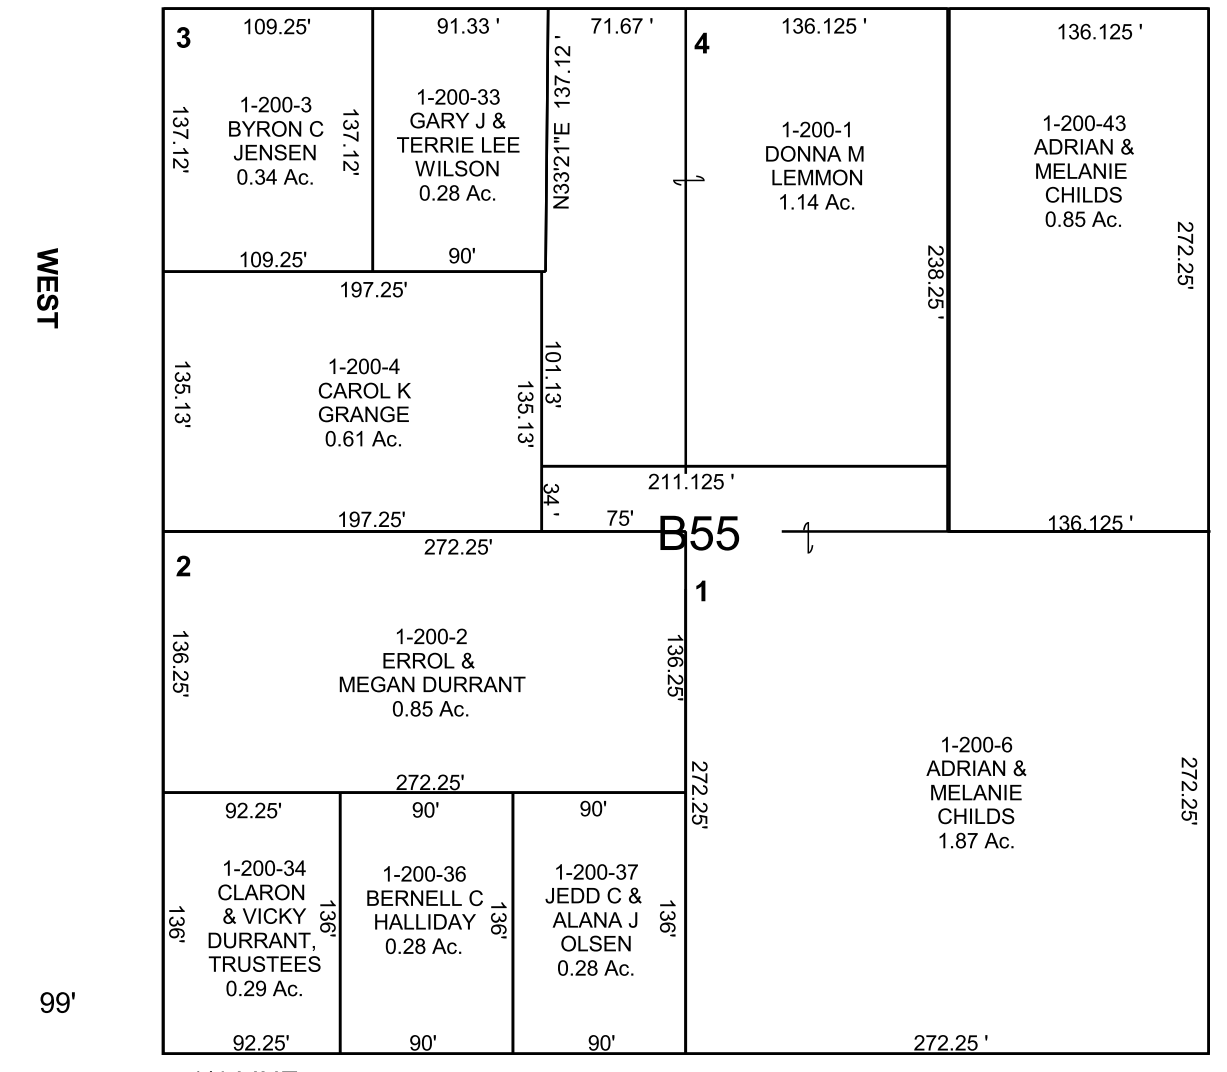 3
109.25'
91.33 '
71.67 '
4
136.125 '
136.125 '
137.12'
1-200-3
BYRON C
JENSEN
0.34 Ac.
137.12'
1-200-33
GARY J &
TERRIE LEE
WILSON
0.28 Ac.
N33'21"E 137.12 '
1-200-1
DONNA M
LEMMON
1.14 Ac.
1-200-43
ADRIAN &
MELANIE
CHILDS
0.85 Ac.
272.25'
238.25 '
WEST
109.25'
90'
197.25'
135.13'
1-200-4
CAROL K
GRANGE
0.61 Ac.
135.13'
101.13'
197.25'
34 '
211.125 '
75'
B55
136.125 '
2
272.25'
1
136.25'
1-200-2
ERROL &
MEGAN DURRANT
0.85 Ac.
136.25'
272.25'
272.25'
1-200-6
ADRIAN &
MELANIE
CHILDS
1.87 Ac.
272.25'
92.25'
90'
90'
136'
1-200-34
CLARON
& VICKY
DURRANT,
TRUSTEES
0.29 Ac.
136'
1-200-36
BERNELL C
HALLIDAY
0.28 Ac.
136'
1-200-37
JEDD C &
ALANA J
OLSEN
0.28 Ac.
136'
99'
92.25'
90'
90'
272.25 '